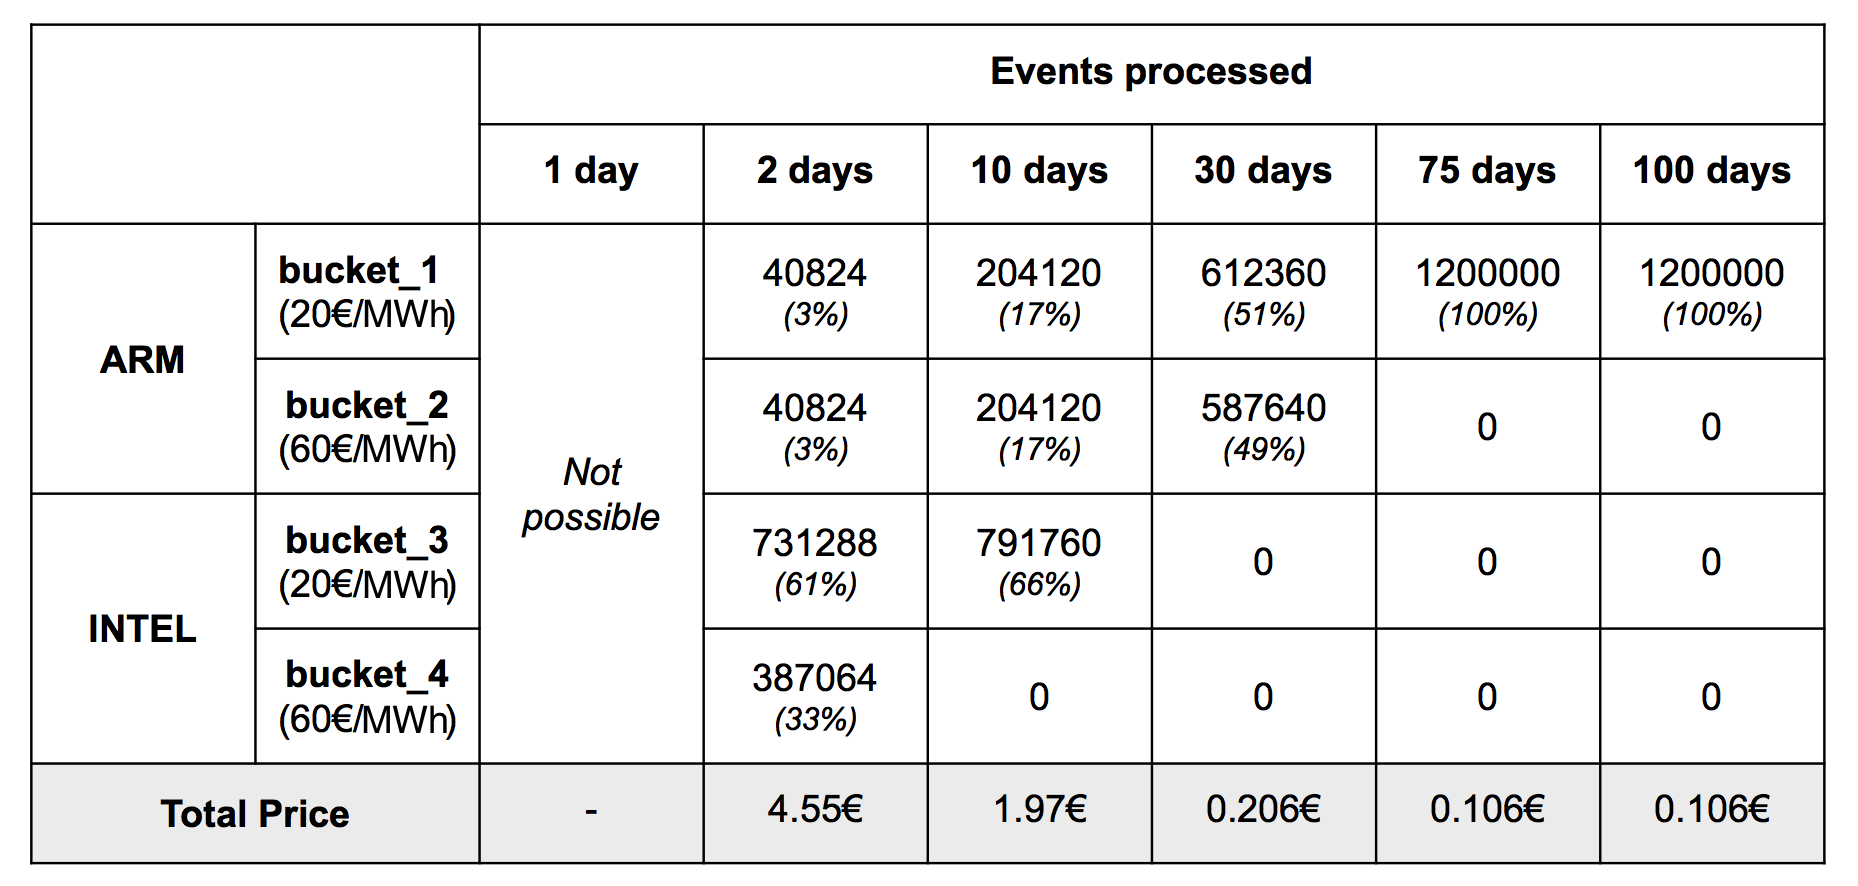 Events processed
1 day 2 days 10 days 30 days 75 days 100 days
ARM
bucket_1
(20€/MWh)
40824
(3%)
204120
(17%)
612360
(51%)
1200000
(100%)
1200000
(100%)
bucket_2
(60€/MWh)
40824
(3%)
204120
(17%)
587640
(49%)
0
0
Not
possible
INTEL
bucket_3
(20€/MWh)
731288
(61%)
791760
(66%)
0
0
0
bucket_4
(60€/MWh)
387064
(33%)
0
0
0
0
Total Price - 4.55€ 1.97€ 0.206€ 0.106€ 0.106€